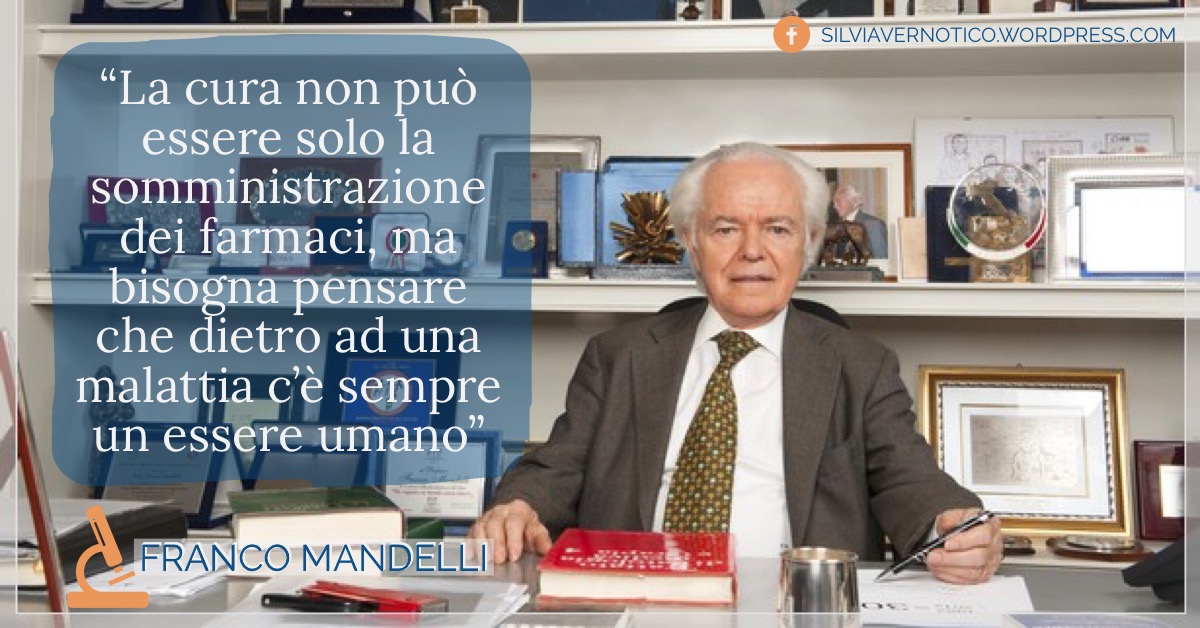 SILVIAVERNOTICO.WORDPRESS.COM
“La cura non può
essere solo la
somministrazione
dei farmaci, ma
bisogna pensare
che dietro ad una
malattia c’è sempre
un essere umano”
FRANCO MANDELLI